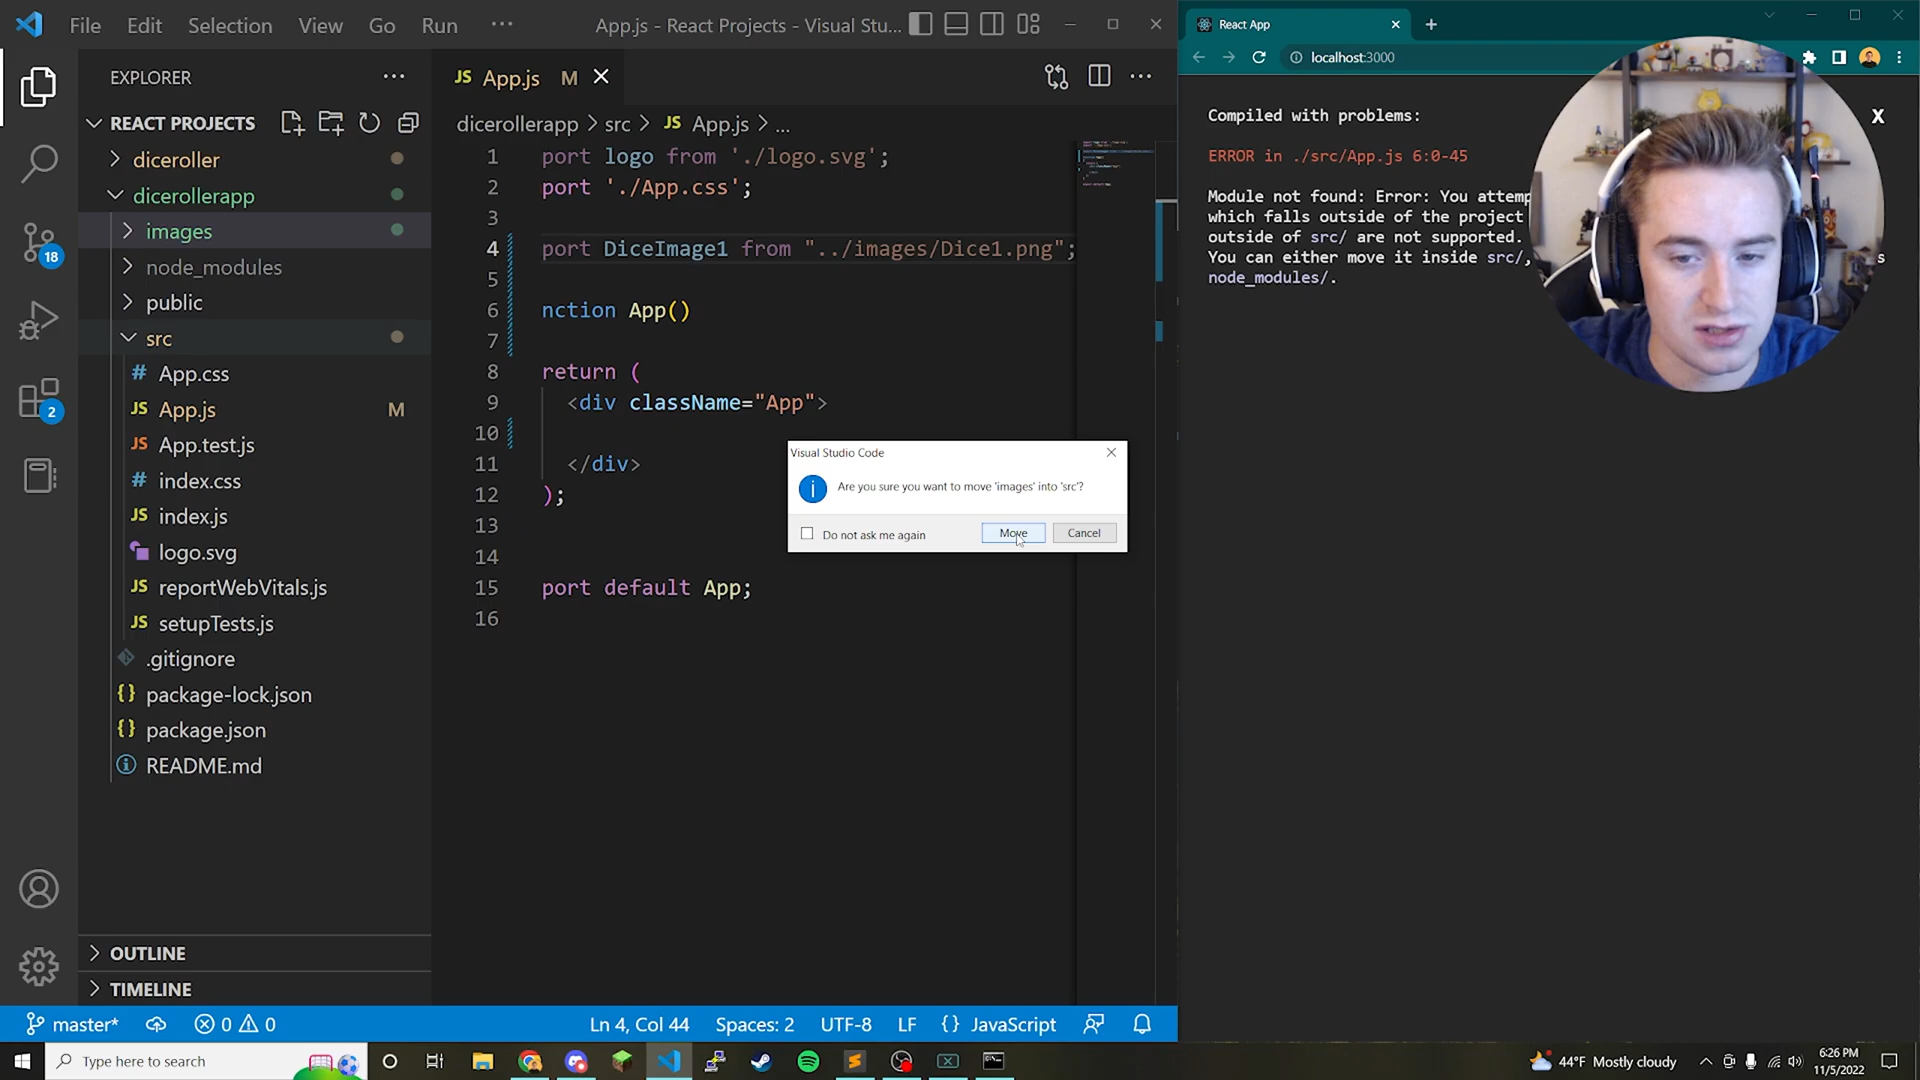 File Edit Selection View Go Run ··· App.js - React Projects - Visual Stu...
EXPLORER ···
REACT PROJECTS
diceroller
dicerollerapp
images
node_modules
public
src
# App.css
JS App.js M
JS App.test.js
# index.css
JS index.js
logo.svg
JS reportWebVitals.js
JS setupTests.js
.gitignore
{} package-lock.json
{} package.json
README.md
OUTLINE
TIMELINE
18
2
JS App.js M
dicerollerapp > src > JS App.js > ...
1 port logo from './logo.svg';
2 port './App.css';
3
4 port DiceImage1 from "../images/Dice1.png";
5
6 nction App()
7
8 return (
9 <div className="App">
10
11 </div>
12 );
13
14
15 port default App;
16
Visual Studio Code
Are you sure you want to move 'images' into 'src'?
Do not ask me again Move Cancel
master* 0 0 Ln 4, Col 44 Spaces: 2 UTF-8 LF {} JavaScript
React App
localhost:3000
Compiled with problems: X
ERROR in ./src/App.js 6:0-45
Module not found: Error: You attemp
which falls outside of the project
outside of src/ are not supported.
You can either move it inside src/, s
node_modules/.
Type here to search
44°F Mostly cloudy
6:26 PM
11/5/2022